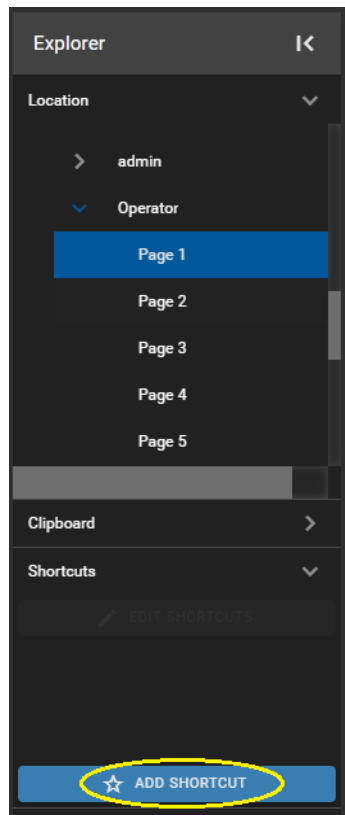 Explorer
Location
admin
Operator
Page 1
Page 2
Page 3
Page 4
Page 5
Clipboard
Shortcuts
EDIT SHORTCUTS
ADD SHORTCUT